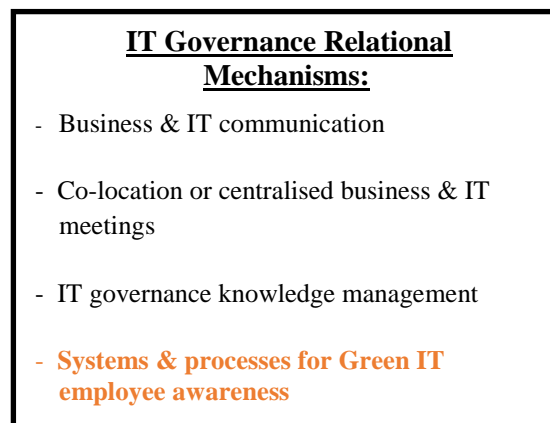 IT Governance Relational
Mechanisms:
- Business & IT communication
- Co-location or centralised business & IT
meetings
- IT governance knowledge management
- Systems & processes for Green IT
employee awareness